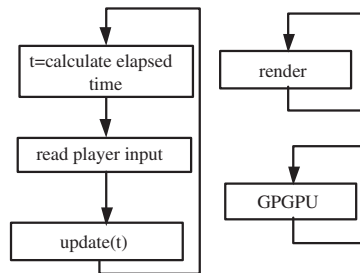 t=calculate elapsed
time
read player input
update(t)
render
GPGPU